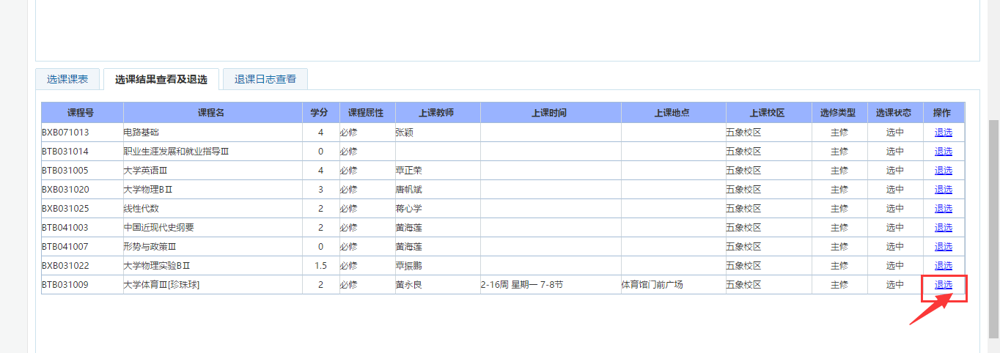 选课课表 选课结果查看及退选 退课日志查看
课程号 课程名 学分 课程属性 上课教师 上课时间 上课地点 上课校区 选修类型 选课状态 操作
BXB071013 电路基础 4 必修 张颖 五象校区 主修 选中 退选
BTB031014 职业生涯发展和就业指导Ⅲ 0 必修 五象校区 主修 选中 退选
BTB031005 大学英语Ⅲ 4 必修 覃正荣 五象校区 主修 选中 退选
BXB031020 大学物理BⅡ 3 必修 唐帆斌 五象校区 主修 选中 退选
BXB031025 线性代数 2 必修 蒋心学 五象校区 主修 选中 退选
BTB041003 中国近现代史纲要 2 必修 黄海莲 五象校区 主修 选中 退选
BTB041007 形势与政策Ⅲ 0 必修 黄海莲 五象校区 主修 选中 退选
BXB031022 大学物理实验BⅡ 1.5 必修 覃振鹏 五象校区 主修 选中 退选
BTB031009 大学体育Ⅲ[珍珠球] 2 必修 黄永良 2-16周 星期一 7-8节 体育馆门前广场 五象校区 主修 选中 退选